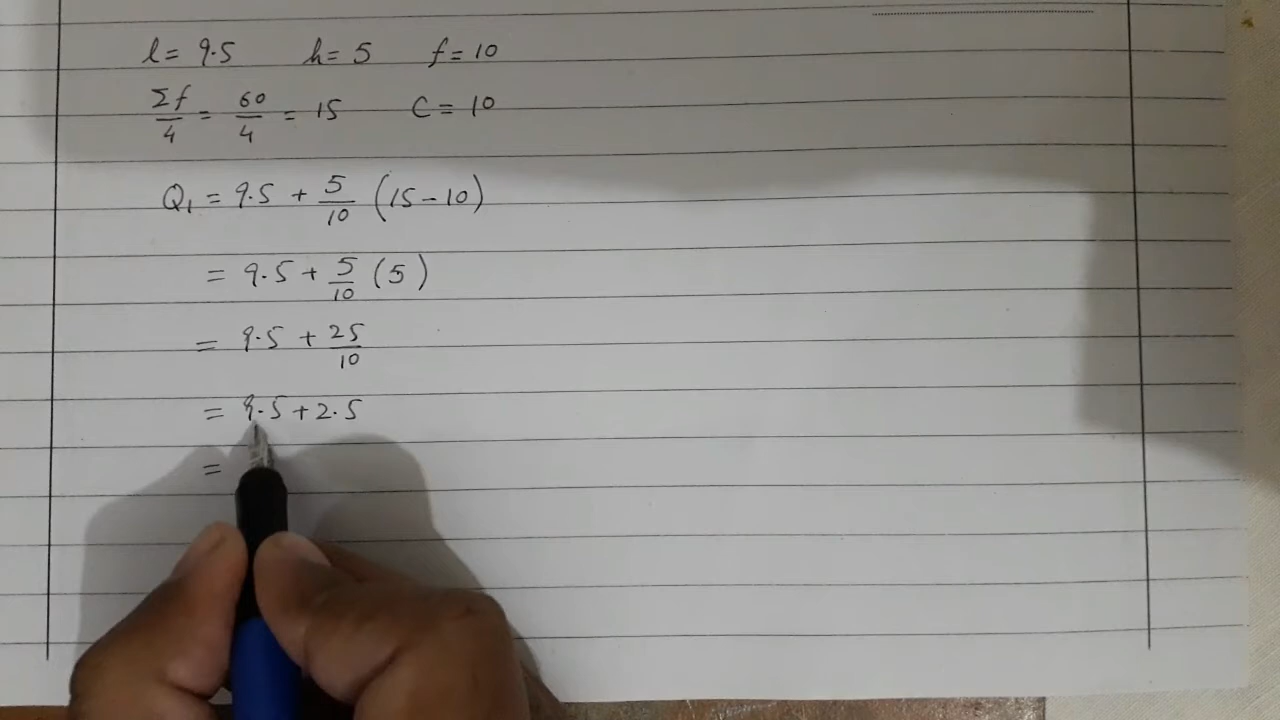 l = 9.5 h = 5 f = 10
Σf/4 = 60/4 = 15 C = 10
Q₁ = 9.5 + 5/10 (15 - 10)
= 9.5 + 5/10 (5)
= 9.5 + 25/10
= 9.5 + 2.5
=